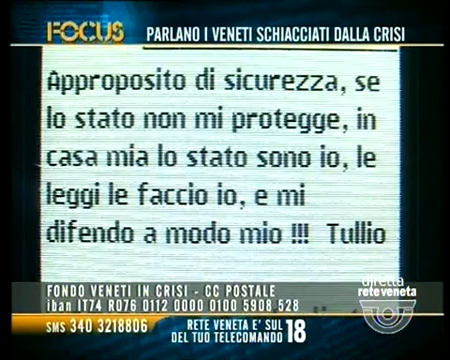 FOCUS
PARLANO I VENETI SCHIACCIATI DALLA CRISI
Approposito di sicurezza, se
lo stato non mi protegge, in
casa mia lo stato sono io, le
leggi le faccio io, e mi
difendo a modo mio !!! Tullio
FONDO VENETI IN CRISI - CC POSTALE
iban IT74 R076 0112 0000 0100 5908 528
diretta
reteveneta
SMS 340 3218806
RETE VENETA E' SUL
DEL TUO TELECOMANDO 18